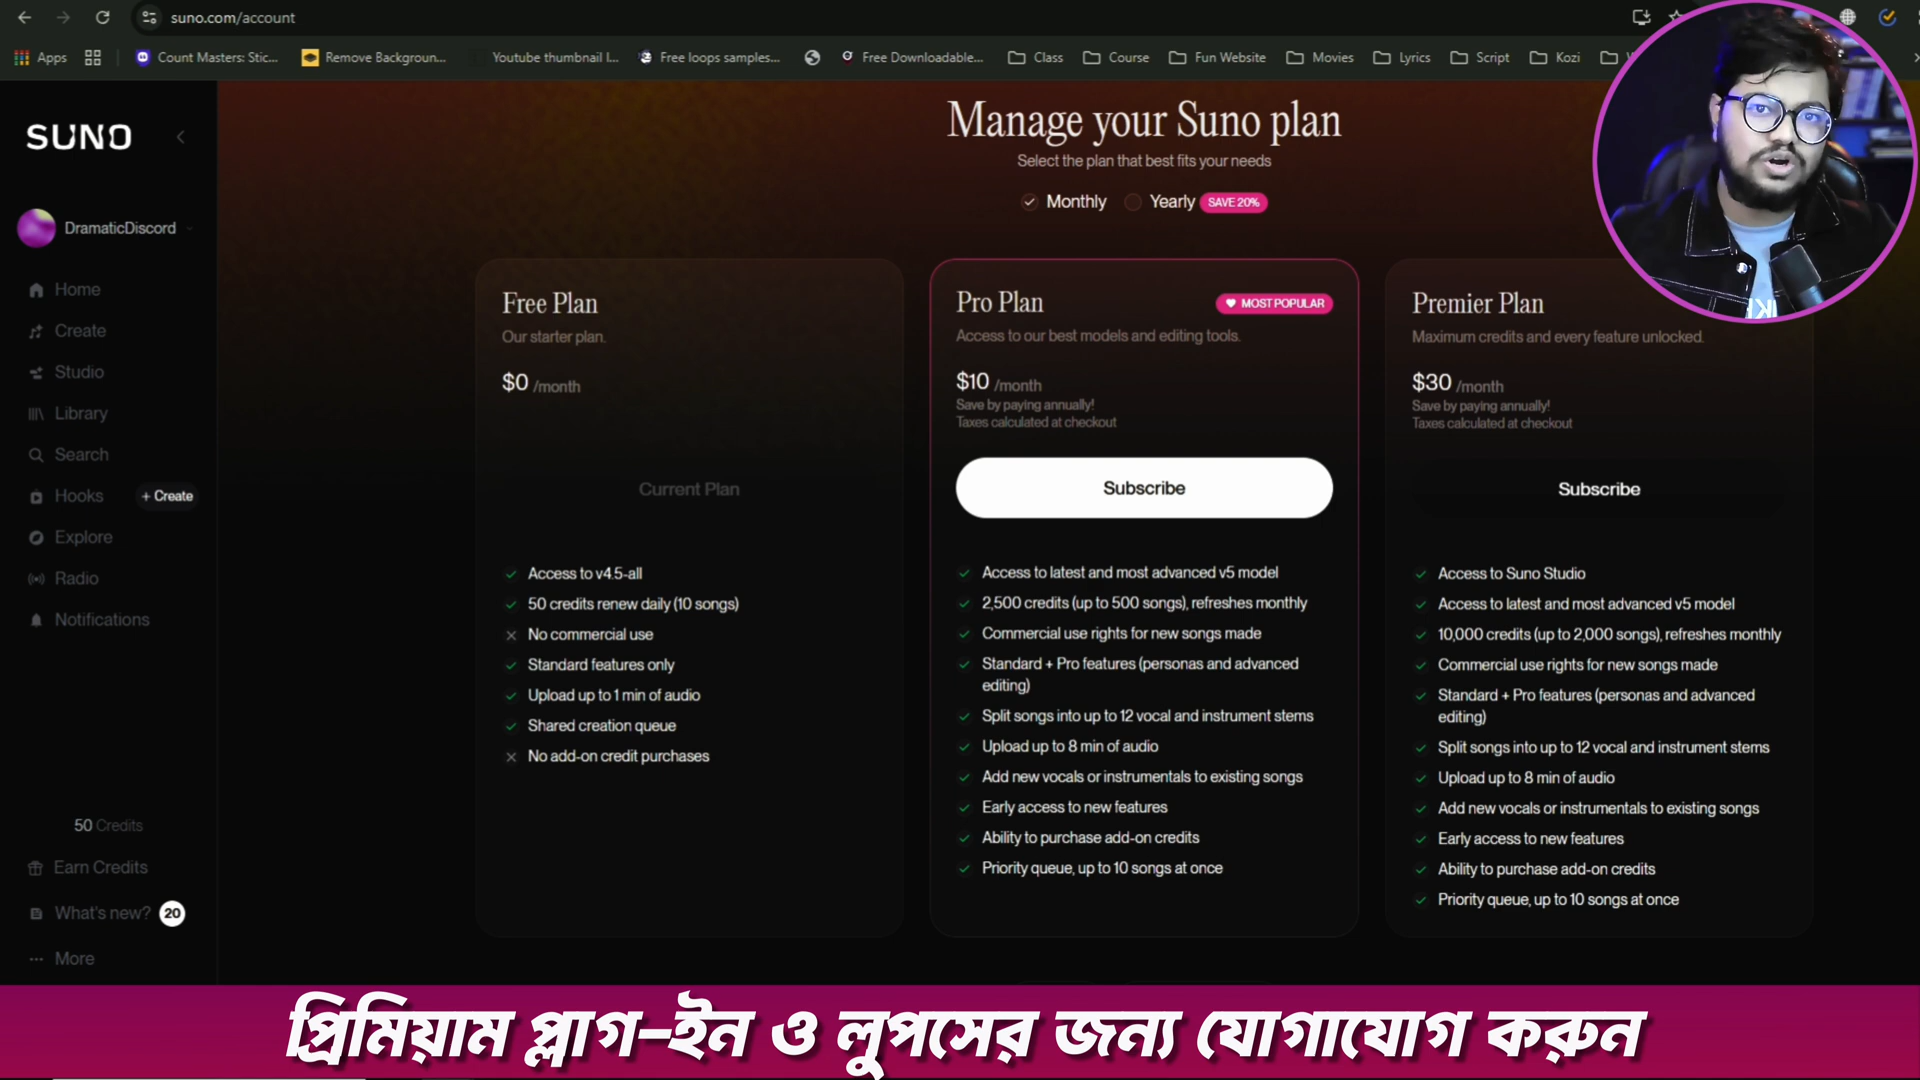 suno.com/account
Apps
Count Masters: Stic...
Remove Backgroun...
Youtube thumbnail l...
Free loops samples...
Free Downloadable...
Class
Course
Fun Website
Movies
Lyrics
Script
Kozi
SUNO
DramaticDiscord
Home
Create
Studio
Library
Search
Hooks
+ Create
Explore
Radio
Notifications
50 Credits
Earn Credits
What's new? 20
More
Manage your Suno plan
Select the plan that best fits your needs
Monthly
Yearly
SAVE 20%
Free Plan
Our starter plan.
$0 /month
Current Plan
Access to v4.5-all
50 credits renew daily (10 songs)
No commercial use
Standard features only
Upload up to 1 min of audio
Shared creation queue
No add-on credit purchases
Pro Plan
MOST POPULAR
Access to our best models and editing tools.
$10 /month
Save by paying annually!
Taxes calculated at checkout
Subscribe
Access to latest and most advanced v5 model
2,500 credits (up to 500 songs), refreshes monthly
Commercial use rights for new songs made
Standard + Pro features (personas and advanced
editing)
Split songs into up to 12 vocal and instrument stems
Upload up to 8 min of audio
Add new vocals or instrumentals to existing songs
Early access to new features
Ability to purchase add-on credits
Priority queue, up to 10 songs at once
Premier Plan
Maximum credits and every feature unlocked.
$30 /month
Save by paying annually!
Taxes calculated at checkout
Subscribe
Access to Suno Studio
Access to latest and most advanced v5 model
10,000 credits (up to 2,000 songs), refreshes monthly
Commercial use rights for new songs made
Standard + Pro features (personas and advanced
editing)
Split songs into up to 12 vocal and instrument stems
Upload up to 8 min of audio
Add new vocals or instrumentals to existing songs
Early access to new features
Ability to purchase add-on credits
Priority queue, up to 10 songs at once
প্রিমিয়াম প্লাগ-ইন ও লুপসের জন্য যোগাযোগ করুন